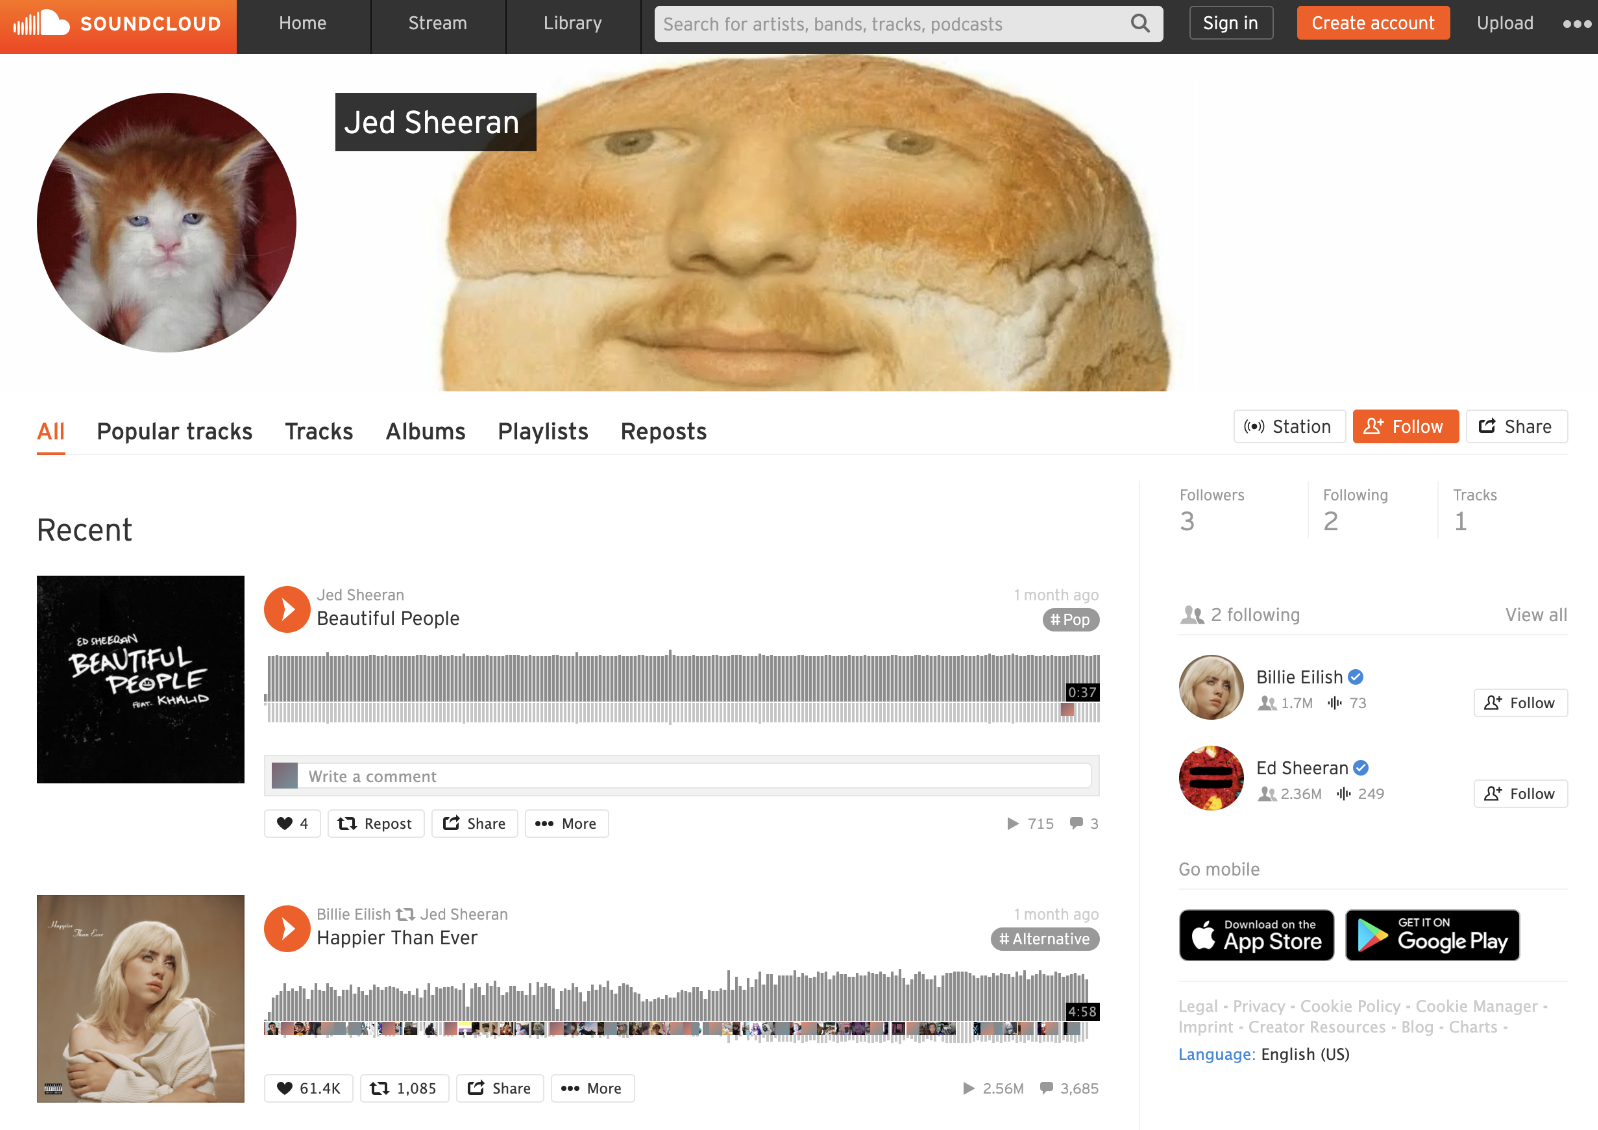 SOUNDCLOUD
Home
Stream
Library
Search for artists, bands, tracks, podcasts
Sign in
Create account
Upload
Jed Sheeran
All
Popular tracks
Tracks
Albums
Playlists
Reposts
Station
Follow
Share
Recent
ED SHEERAN
BEAUTIFUL
PEOPLE
FEAT. KHALID
Jed Sheeran
Beautiful People
1 month ago
# Pop
0:37
Write a comment
4
Repost
Share
More
715
3
Happier
Than Ever
Billie Eilish Jed Sheeran
Happier Than Ever
1 month ago
# Alternative
4:58
61.4K
1,085
Share
More
2.56M
3,685
Followers
3
Following
2
Tracks
1
2 following
View all
Billie Eilish
1.7M
73
Follow
Ed Sheeran
2.36M
249
Follow
Go mobile
Download on the
App Store
GET IT ON
Google Play
Legal - Privacy - Cookie Policy - Cookie Manager -
Imprint - Creator Resources - Blog - Charts -
Language: English (US)